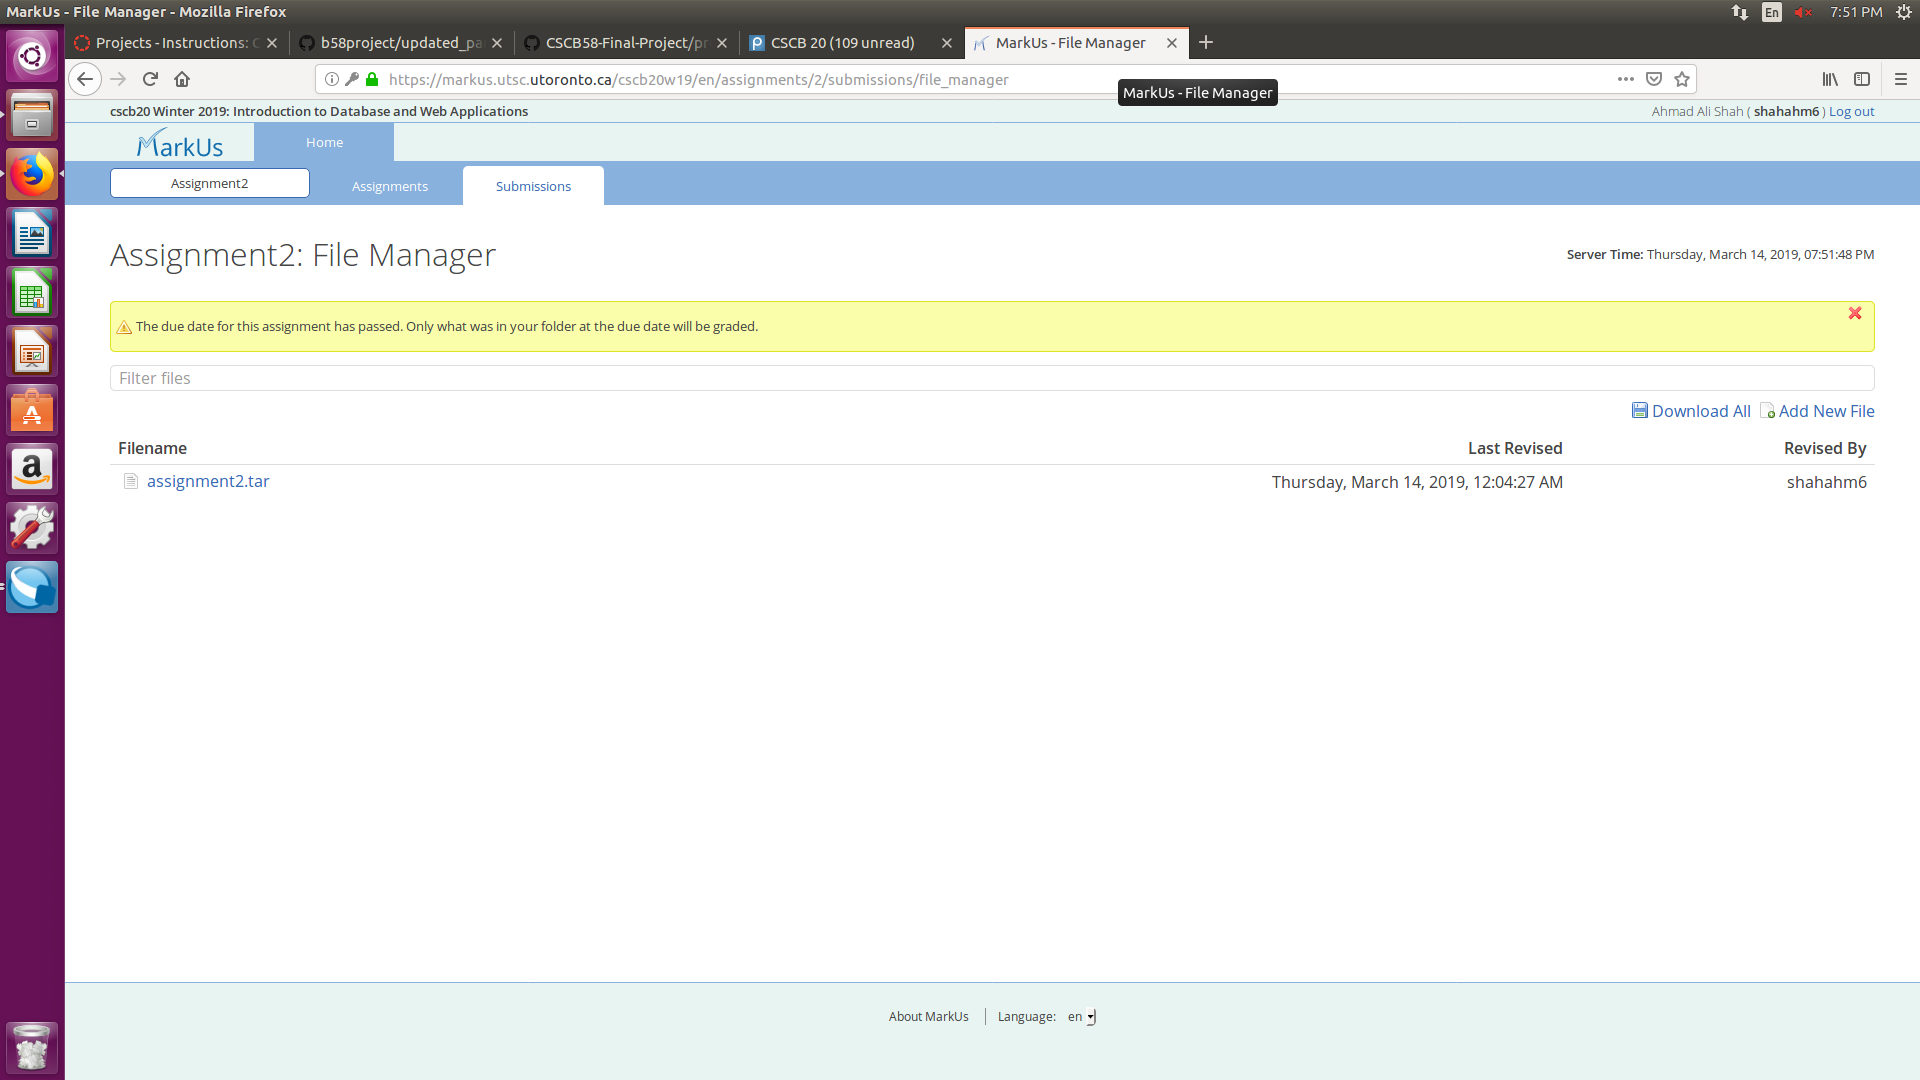 MarkUs - File Manager - Mozilla Firefox
En
7:51 PM
Projects - Instructions: C
b58project/updated_pa
CSCB58-Final-Project/pr
CSCB 20 (109 unread)
MarkUs - File Manager
https://markus.utsc.utoronto.ca/cscb20w19/en/assignments/2/submissions/file_manager
MarkUs - File Manager
cscb20 Winter 2019: Introduction to Database and Web Applications
Ahmad Ali Shah ( shahahm6 ) Log out
MarkUs
Home
Assignment2
Assignments
Submissions
Assignment2: File Manager
Server Time: Thursday, March 14, 2019, 07:51:48 PM
The due date for this assignment has passed. Only what was in your folder at the due date will be graded.
Filter files
Download All
Add New File
Filename
Last Revised
Revised By
assignment2.tar
Thursday, March 14, 2019, 12:04:27 AM
shahahm6
About MarkUs
Language:
en